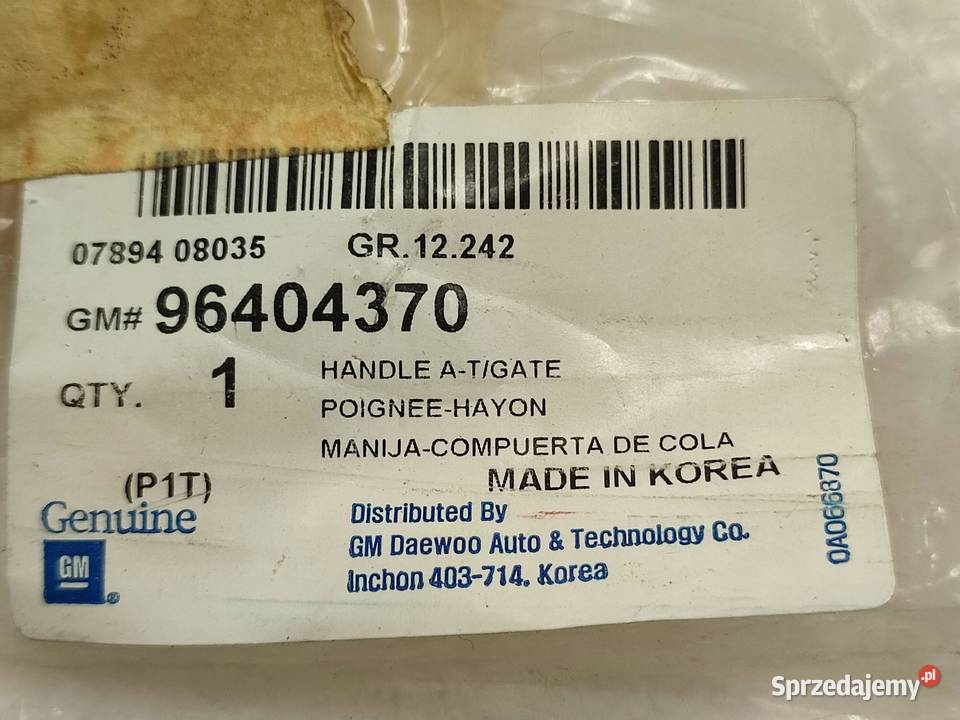 07894 08035 GR.12.242
GM# 96404370
QTY. 1 HANDLE A-T/GATE
POIGNEE-HAYON
MANIJA-COMPUERTA DE COLA
MADE IN KOREA
(P1T)
Genuine
GM ®
Distributed By
GM Daewoo Auto & Technology Co.
Inchon 403-714, Korea
0A066870
Sprzedajemy.pl